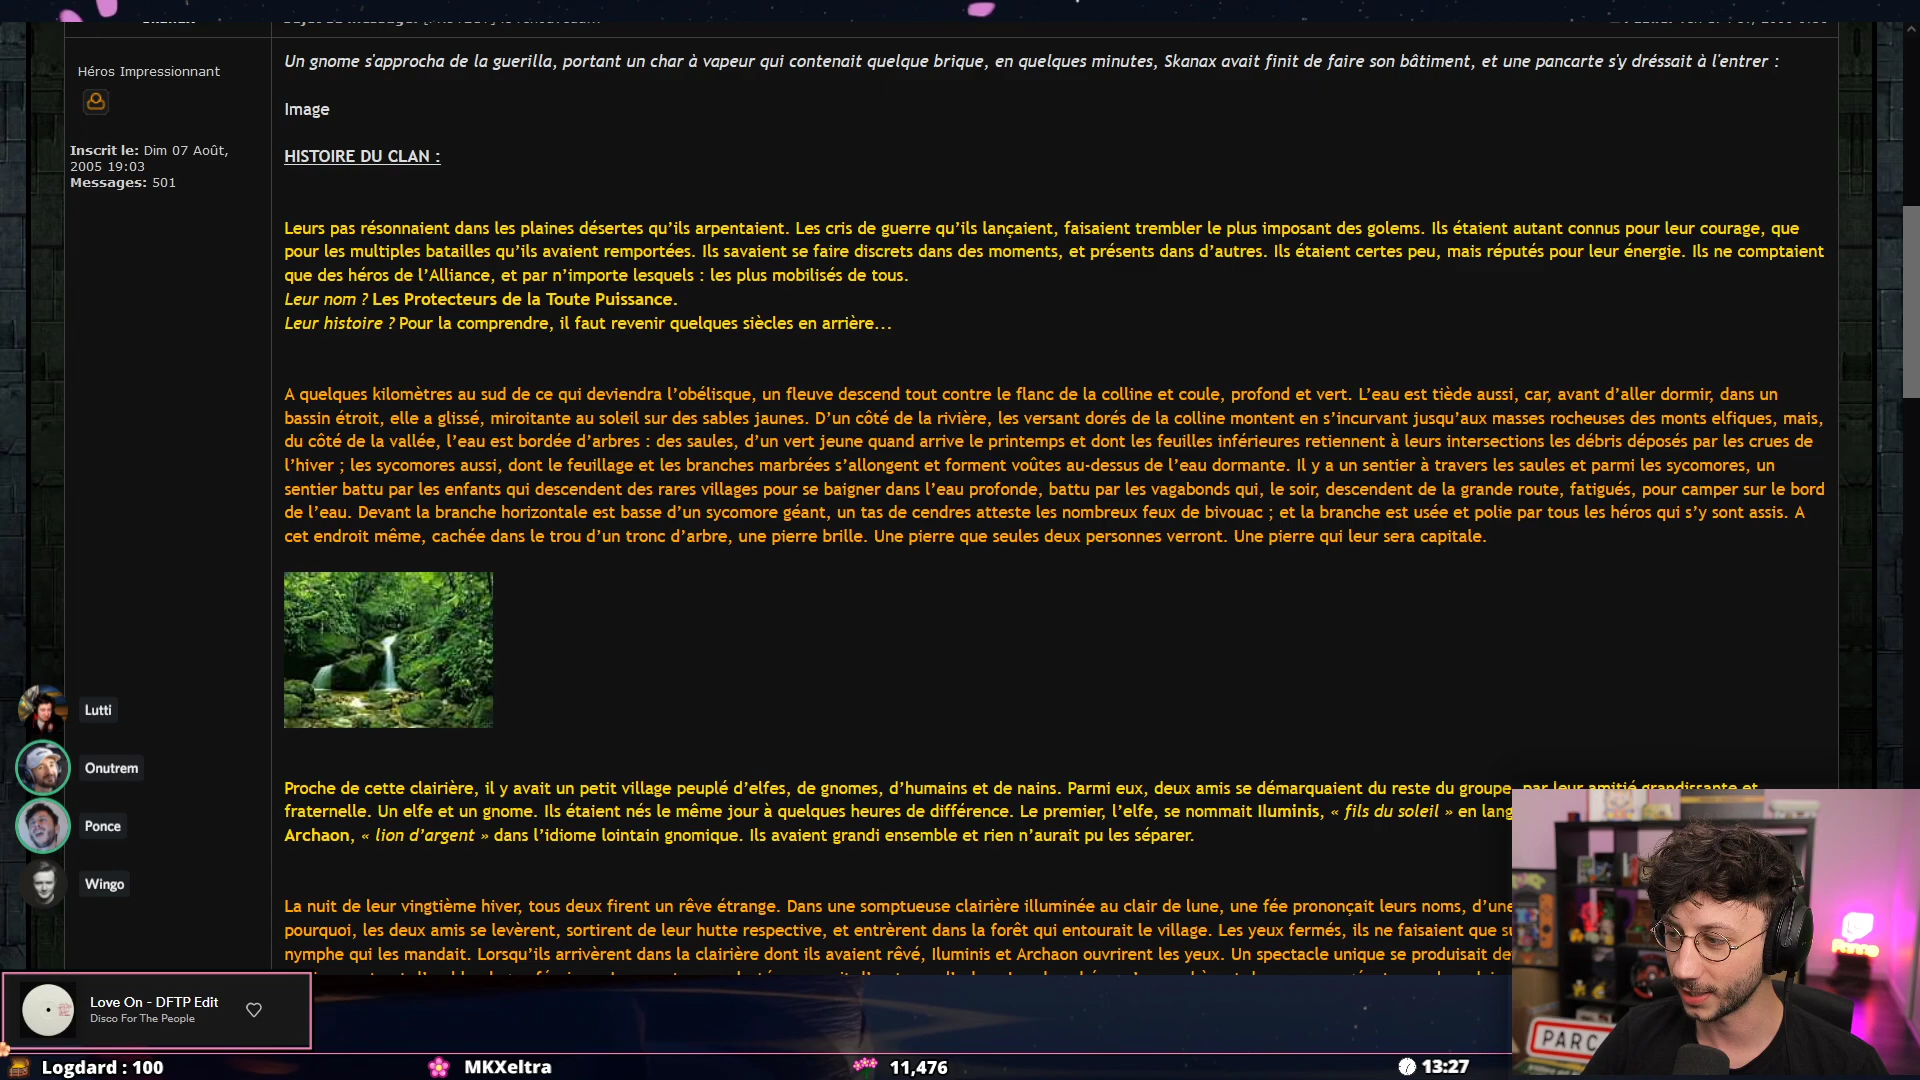 Héros Impressionnant
Inscrit le: Dim 07 Août,
2005 19:03
Messages: 501
Un gnome s'approcha de la guerilla, portant un char à vapeur qui contenait quelque brique, en quelques minutes, Skanax avait finit de faire son bâtiment, et une pancarte s'y dréssait à l'entrer :
Image
HISTOIRE DU CLAN :
Leurs pas résonnaient dans les plaines désertes qu’ils arpentaient. Les cris de guerre qu’ils lançaient, faisaient trembler le plus imposant des golems. Ils étaient autant connus pour leur courage, que
pour les multiples batailles qu’ils avaient remportées. Ils savaient se faire discrets dans des moments, et présents dans d’autres. Ils étaient certes peu, mais réputés pour leur énergie. Ils ne comptaient
que des héros de l’Alliance, et par n’importe lesquels : les plus mobilisés de tous.
Leur nom ? Les Protecteurs de la Toute Puissance.
Leur histoire ? Pour la comprendre, il faut revenir quelques siècles en arrière…
A quelques kilomètres au sud de ce qui deviendra l’obélisque, un fleuve descend tout contre le flanc de la colline et coule, profond et vert. L’eau est tiède aussi, car, avant d’aller dormir, dans un
bassin étroit, elle a glissé, miroitante au soleil sur des sables jaunes. D’un côté de la rivière, les versant dorés de la colline montent en s’incurvant jusqu’aux masses rocheuses des monts elfiques, mais,
du côté de la vallée, l’eau est bordée d’arbres : des saules, d’un vert jeune quand arrive le printemps et dont les feuilles inférieures retiennent à leurs intersections les débris déposés par les crues de
l’hiver ; les sycomores aussi, dont le feuillage et les branches marbrées s’allongent et forment voûtes au-dessus de l’eau dormante. Il y a un sentier à travers les saules et parmi les sycomores, un
sentier battu par les enfants qui descendent des rares villages pour se baigner dans l’eau profonde, battu par les vagabonds qui, le soir, descendent de la grande route, fatigués, pour camper sur le bord
de l’eau. Devant la branche horizontale est basse d’un sycomore géant, un tas de cendres atteste les nombreux feux de bivouac ; et la branche est usée et polie par tous les héros qui s’y sont assis. A
cet endroit même, cachée dans le trou d’un tronc d’arbre, une pierre brille. Une pierre que seules deux personnes verront. Une pierre qui leur sera capitale.
Proche de cette clairière, il y avait un petit village peuplé d’elfes, de gnomes, d’humains et de nains. Parmi eux, deux amis se démarquaient du reste du groupe, par leur amitié grandissante et
fraternelle. Un elfe et un gnome. Ils étaient nés le même jour à quelques heures de différence. Le premier, l’elfe, se nommait Iluminis, « fils du soleil » en lang
Archaon, « lion d’argent » dans l’idiome lointain gnomique. Ils avaient grandi ensemble et rien n’aurait pu les séparer.
La nuit de leur vingtième hiver, tous deux firent un rêve étrange. Dans une somptueuse clairière illuminée au clair de lune, une fée prononçait leurs noms, d’une
pourquoi, les deux amis se levèrent, sortirent de leur hutte respective, et entrèrent dans la forêt qui entourait le village. Les yeux fermés, ils ne faisaient que su
nymphe qui les mandait. Lorsqu’ils arrivèrent dans la clairière dont ils avaient rêvé, Iluminis et Archaon ouvrirent les yeux. Un spectacle unique se produisait de
Lutti
Onutrem
Ponce
Wingo
Love On - DFTP Edit
Disco For The People
Logdard : 100
MKXeltra
11,476
13:27
PARC